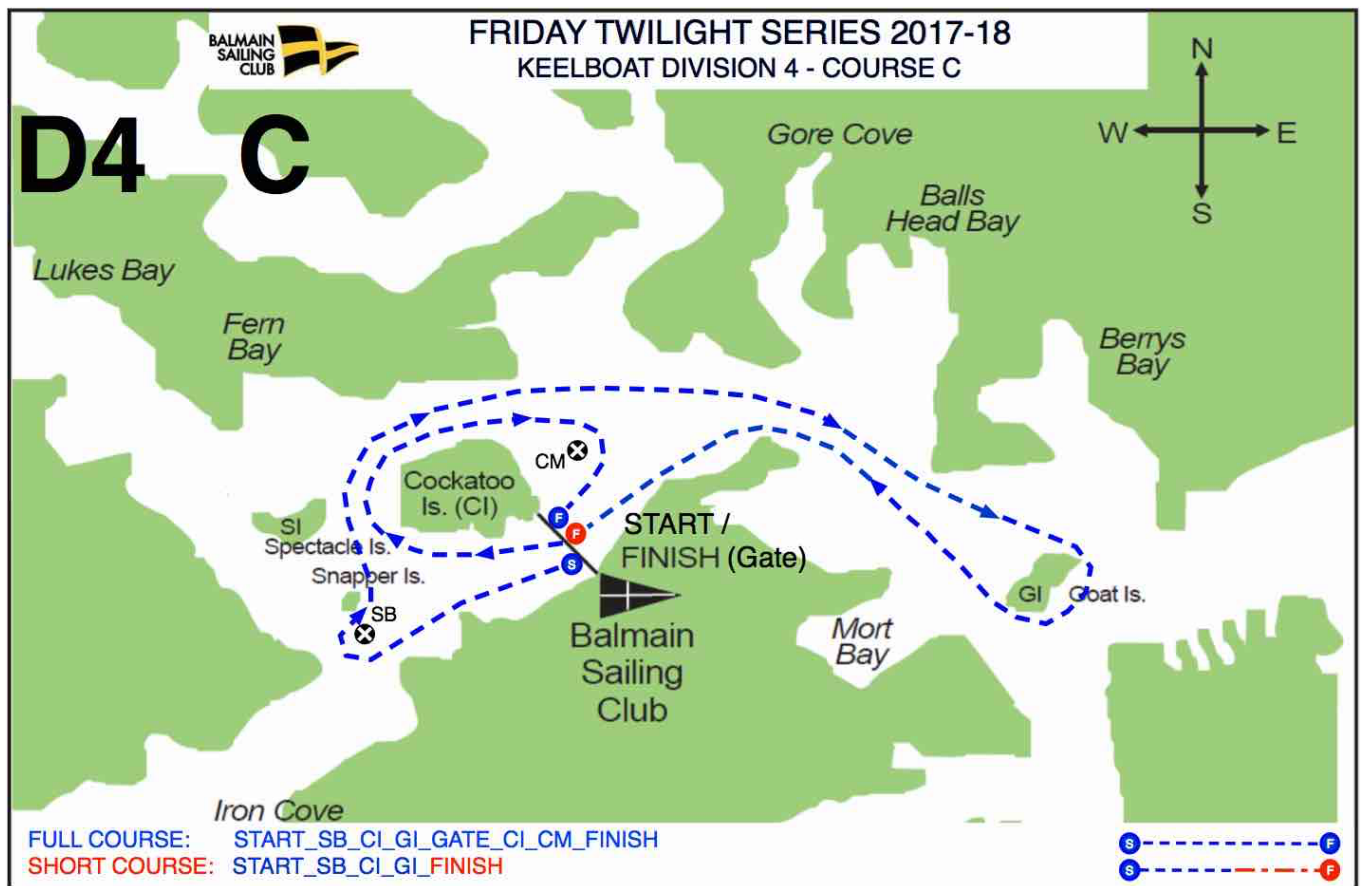 BALMAIN
SAILING
CLUB
FRIDAY TWILIGHT SERIES 2017-18
KEELBOAT DIVISION 4 - COURSE C
D4 C
N
W E
S
Gore Cove
Balls
Head Bay
Lukes Bay
Fern
Bay
Berrys
Bay
CM
Cockatoo
Is. (CI)
SI
Spectacle Is.
Snapper Is.
SB
F
F
S
START /
FINISH (Gate)
GI Goat Is.
Balmain
Sailing
Club
Mort
Bay
Iron Cove
FULL COURSE: START_SB_CI_GI_GATE_CI_CM_FINISH
SHORT COURSE: START_SB_CI_GI_FINISH
S F
S F